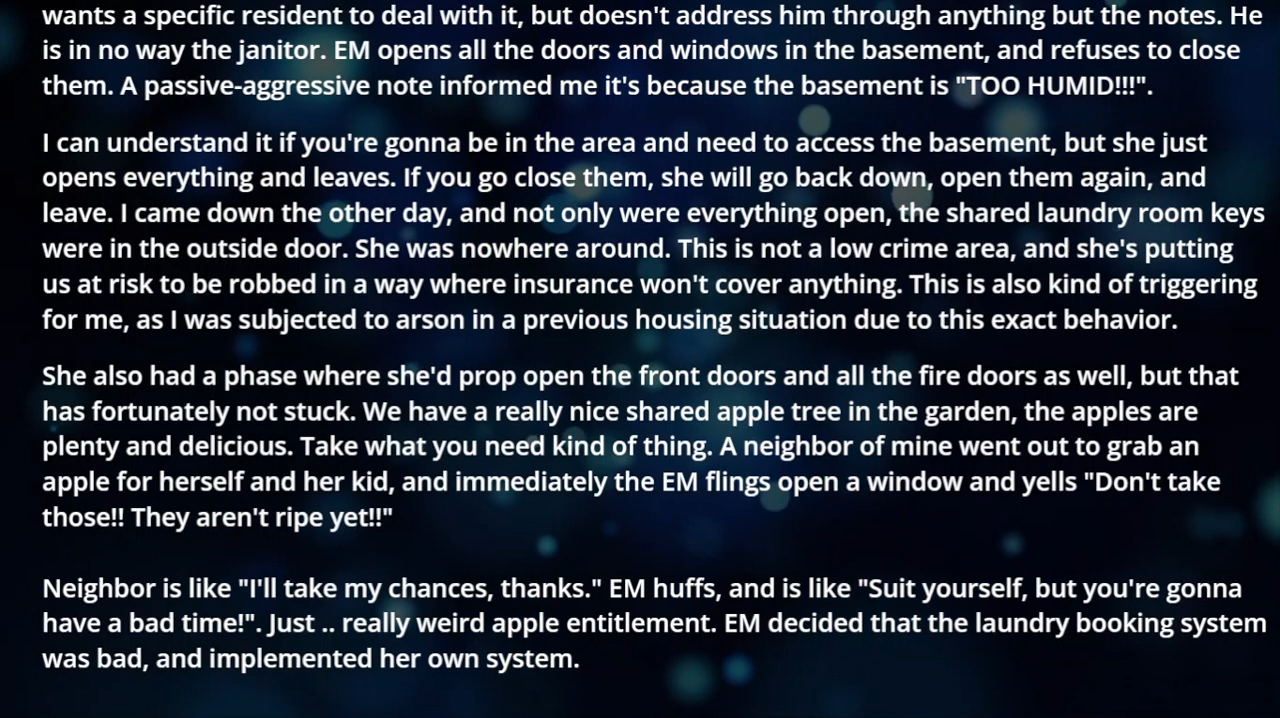 wants a specific resident to deal with it, but doesn't address him through anything but the notes. He
is in no way the janitor. EM opens all the doors and windows in the basement, and refuses to close
them. A passive-aggressive note informed me it's because the basement is "TOO HUMID!!!".
I can understand it if you're gonna be in the area and need to access the basement, but she just
opens everything and leaves. If you go close them, she will go back down, open them again, and
leave. I came down the other day, and not only were everything open, the shared laundry room keys
were in the outside door. She was nowhere around. This is not a low crime area, and she's putting
us at risk to be robbed in a way where insurance won't cover anything. This is also kind of triggering
for me, as I was subjected to arson in a previous housing situation due to this exact behavior.
She also had a phase where she'd prop open the front doors and all the fire doors as well, but that
has fortunately not stuck. We have a really nice shared apple tree in the garden, the apples are
plenty and delicious. Take what you need kind of thing. A neighbor of mine went out to grab an
apple for herself and her kid, and immediately the EM flings open a window and yells "Don't take
those!! They aren't ripe yet!!"
Neighbor is like "I'll take my chances, thanks." EM huffs, and is like "Suit yourself, but you're gonna
have a bad time!". Just .. really weird apple entitlement. EM decided that the laundry booking system
was bad, and implemented her own system.